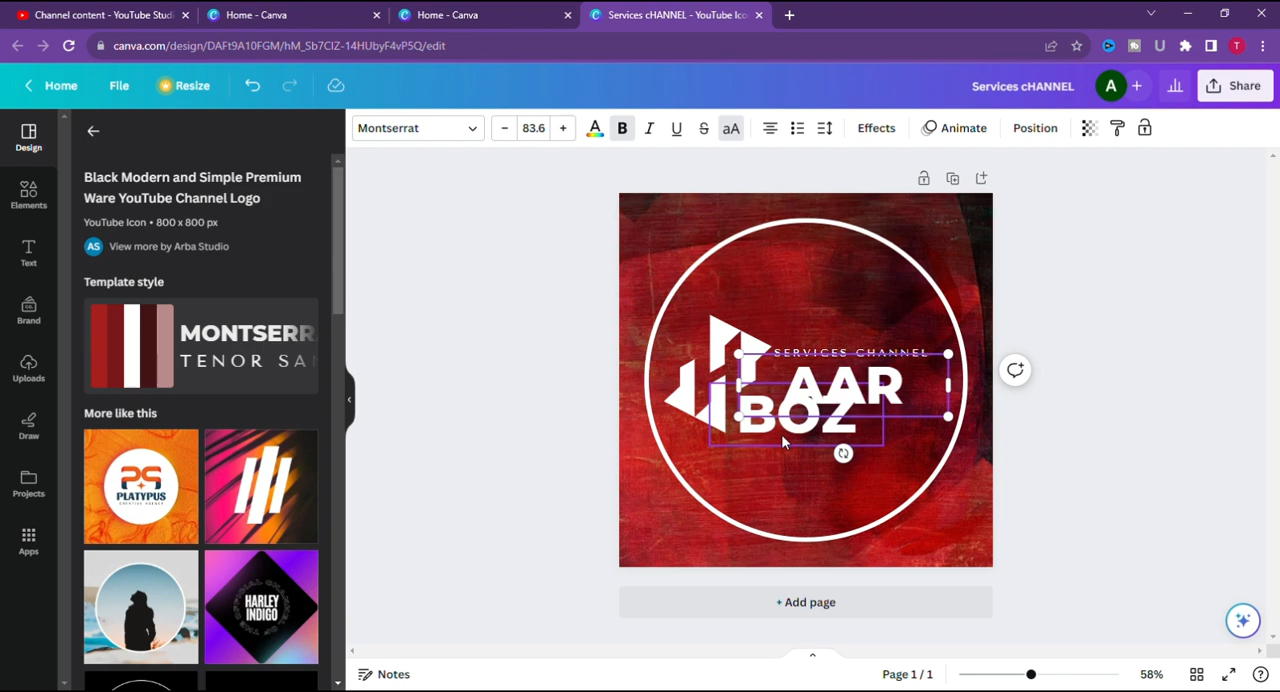 Channel content - YouTube Studi
Home - Canva
Home - Canva
Services cHANNEL - YouTube Ico
canva.com/design/DAFt9A10FGM/hM_Sb7CIZ-14HUbyF4vP5Q/edit
T
Home
File
Resize
Services cHANNEL
A
Share
Design
Elements
Text
Brand
Uploads
Draw
Projects
Apps
Black Modern and Simple Premium
Ware YouTube Channel Logo
YouTube Icon • 800 x 800 px
AS View more by Arba Studio
Template style
MONTSERR
TENOR SAN
More like this
PLATYPUS
CREATIVE AGENCY
HARLEY
INDIGO
Montserrat
- 83.6 +
A B I U S aA
Effects
Animate
Position
SERVICES CHANNEL
AAR
BOZ
+ Add page
Notes
Page 1 / 1
58%